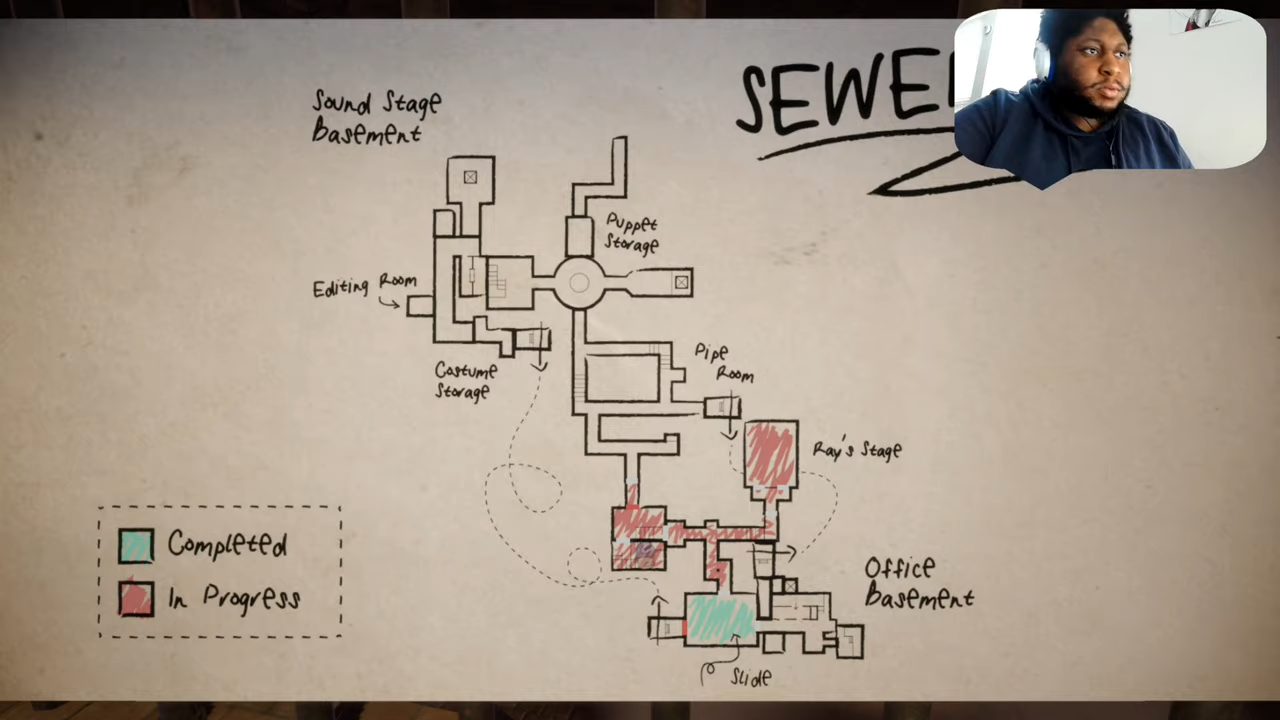 Sound Stage
Basement
Puppet
Storage
Editing Room
Costume
Storage
Pipe
Room
Ray's Stage
Completed
In Progress
Office
Basement
Slide